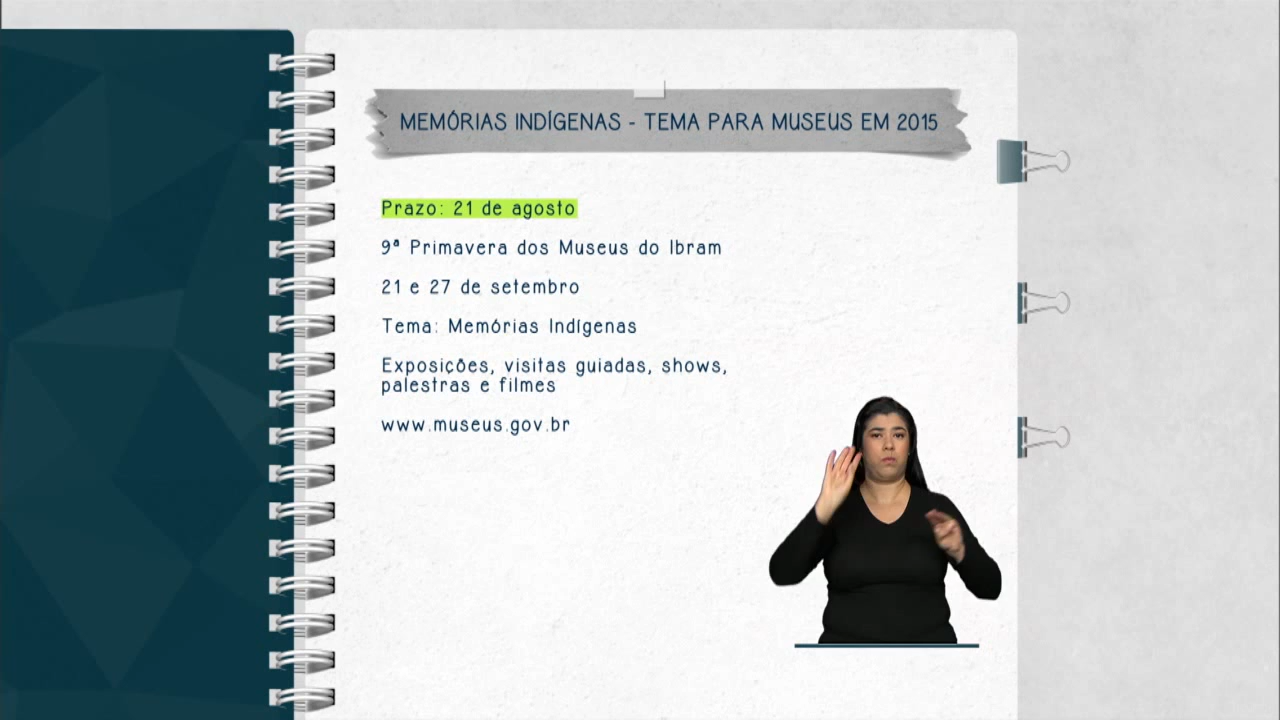 MEMÓRIAS INDÍGENAS - TEMA PARA MUSEUS EM 2015
Prazo: 21 de agosto
9ª Primavera dos Museus do Ibram
21 e 27 de setembro
Tema: Memórias Indígenas
Exposições, visitas guiadas, shows,
palestras e filmes
www.museus.gov.br